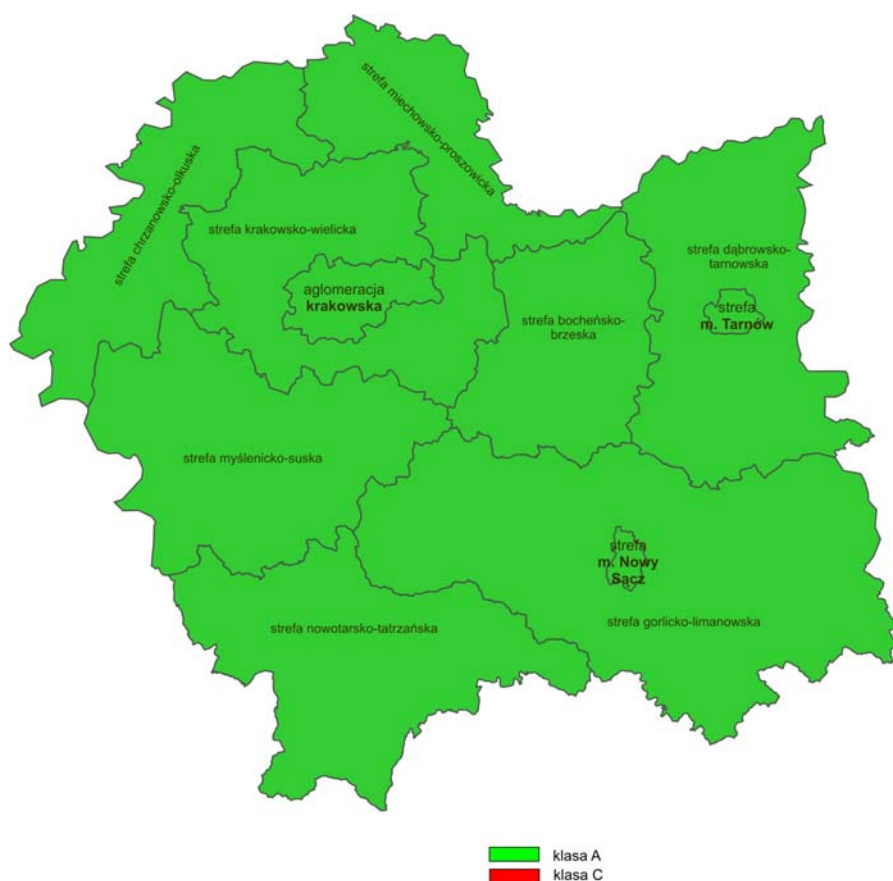 strefa miechowsko-proszowicka
strefa chrzanowsko-olkuska
strefa krakowsko-wielicka
aglomeracja
krakowska
strefa bocheńsko-
brzeska
strefa dąbrowsko-
tarnowska
strefa
m. Tarnów
strefa myślenicko-suska
strefa
m. Nowy
Sącz
strefa nowotarsko-tatrzańska
strefa gorlicko-limanowska
klasa A
klasa C